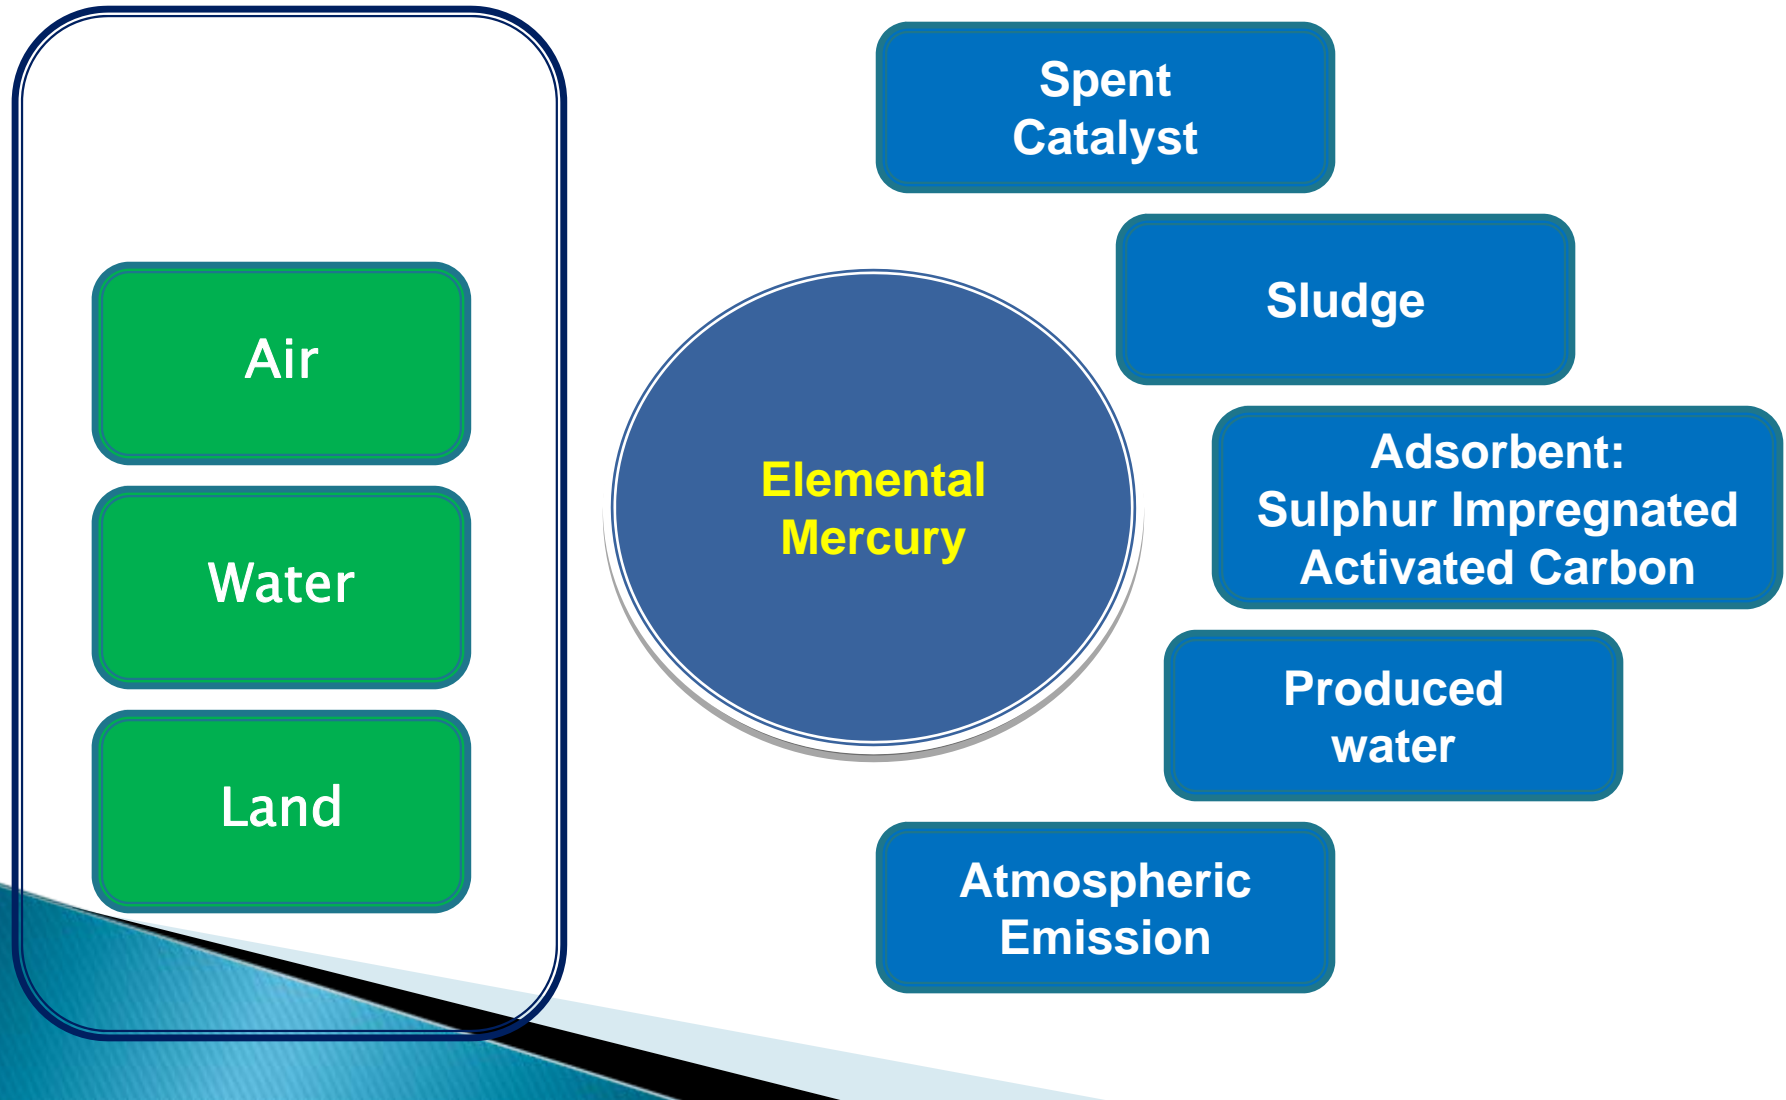 Air
Water
Land
Elemental
Mercury
Spent
Catalyst
Sludge
Adsorbent:
Sulphur Impregnated
Activated Carbon
Produced
water
Atmospheric
Emission